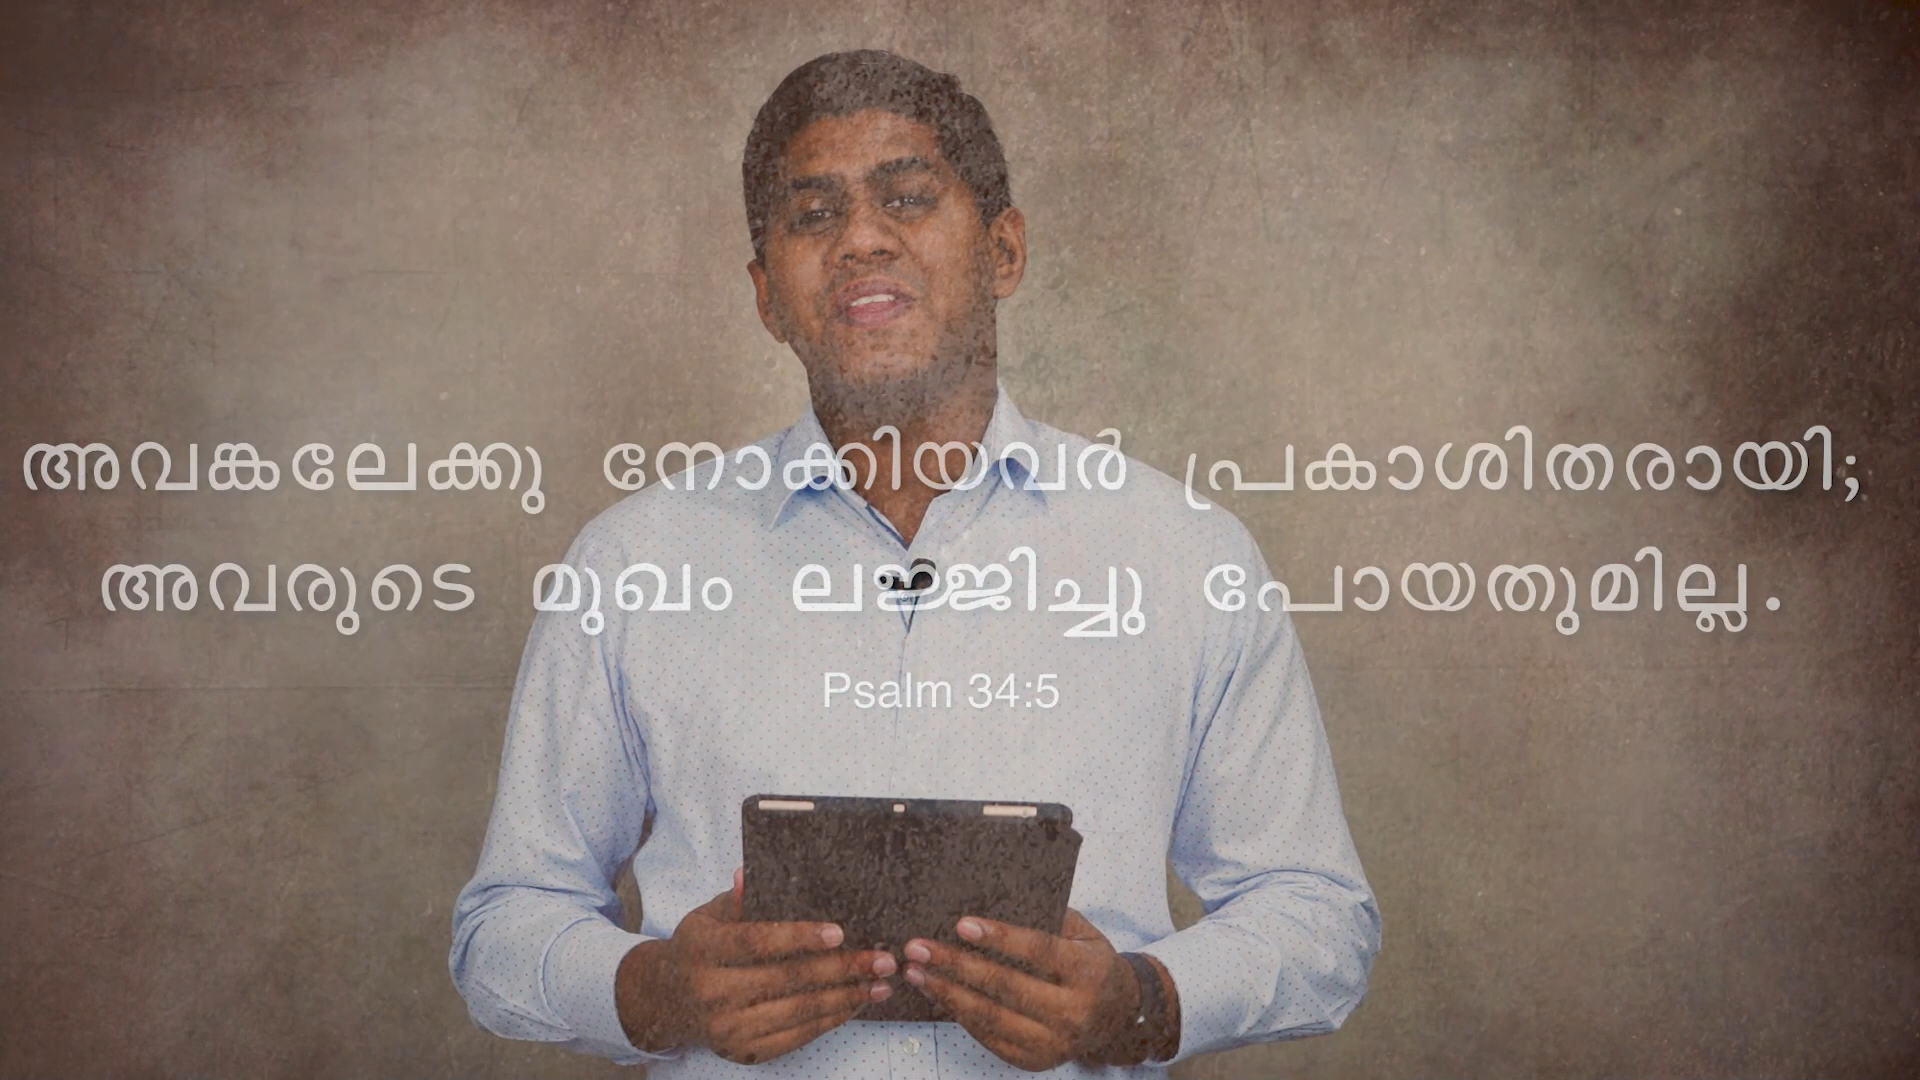 അവങ്കലേക്കു നോക്കിയവർ പ്രകാശിതരായി;
അവരുടെ മുഖം ലജ്ജിച്ചു പോയതുമില്ല.
Psalm 34:5